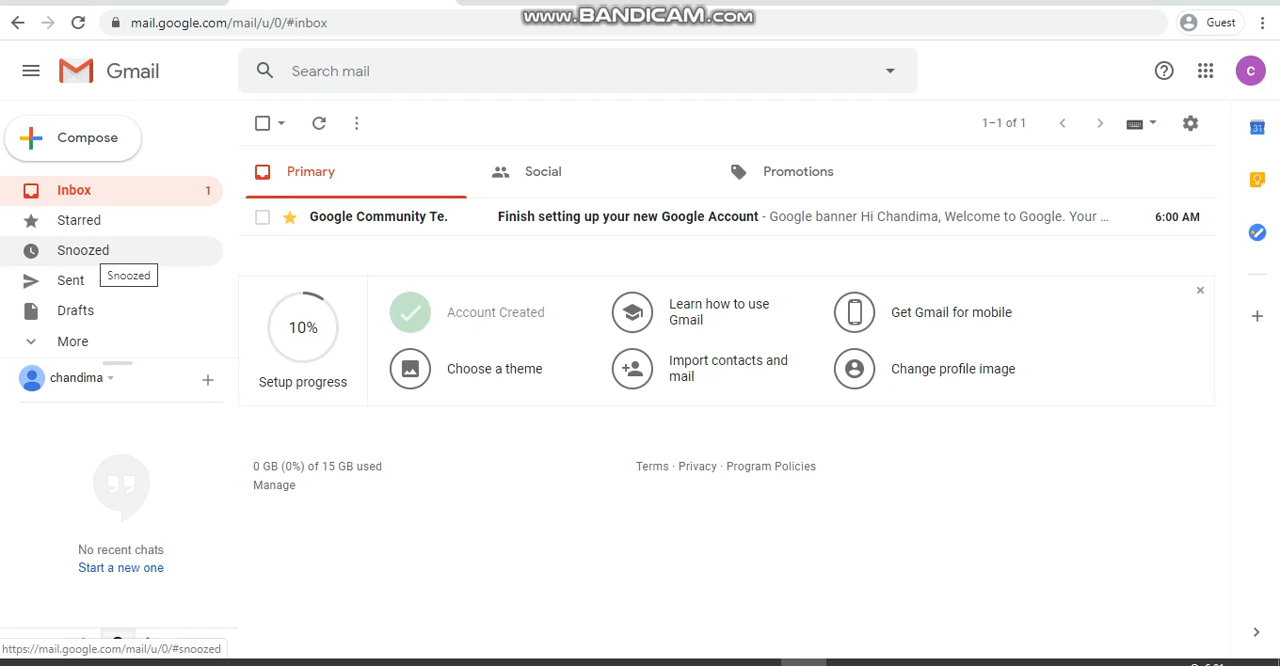 mail.google.com/mail/u/0/#inbox
www.BANDICAM.com
Guest
Gmail
Search mail
C
Compose
1–1 of 1
31
Primary
Social
Promotions
Inbox 1
Starred
Snoozed
Snoozed
Sent
Drafts
More
chandima
Google Community Te. Finish setting up your new Google Account - Google banner Hi Chandima, Welcome to Google. Your ... 6:00 AM
10%
Setup progress
Account Created
Learn how to use
Gmail
Get Gmail for mobile
Choose a theme
Import contacts and
mail
Change profile image
0 GB (0%) of 15 GB used
Manage
Terms · Privacy · Program Policies
No recent chats
Start a new one
https://mail.google.com/mail/u/0/#snoozed